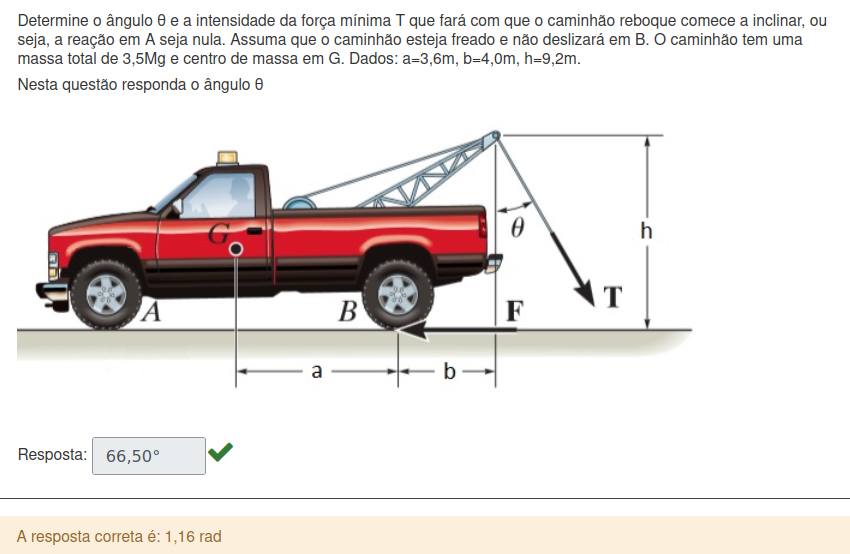 Determine o ângulo θ e a intensidade da força mínima T que fará com que o caminhão reboque comece a inclinar, ou
seja, a reação em A seja nula. Assuma que o caminhão esteja freado e não deslizará em B. O caminhão tem uma
massa total de 3,5Mg e centro de massa em G. Dados: a=3,6m, b=4,0m, h=9,2m.
Nesta questão responda o ângulo θ
G
θ
h
A
B
F
T
a
b
Resposta: 66,50°
A resposta correta é: 1,16 rad